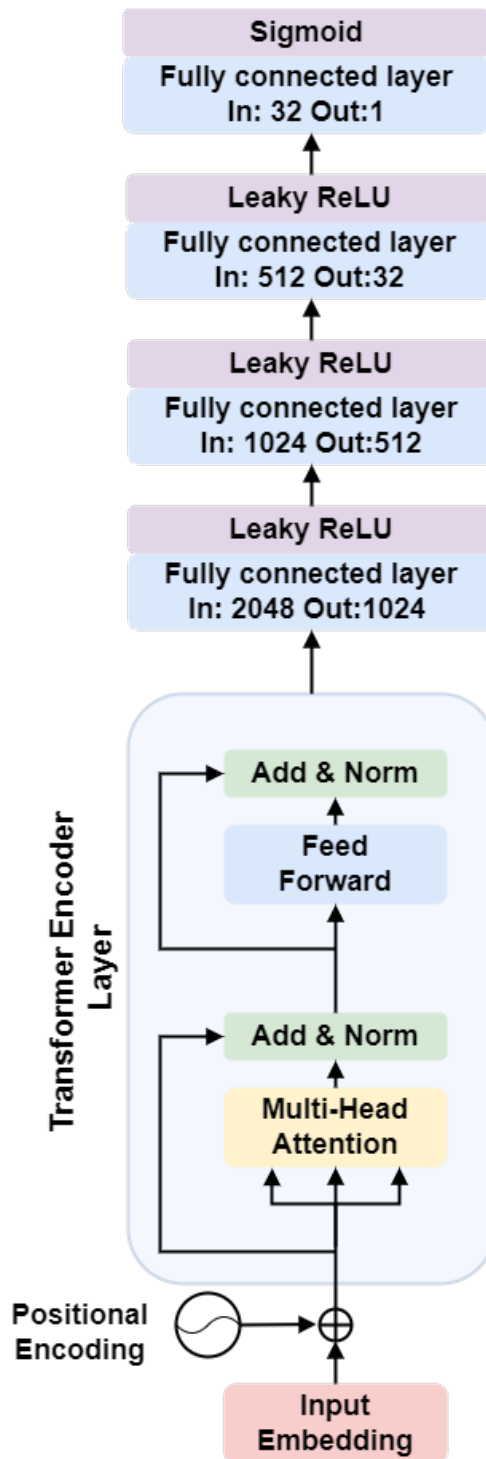 Sigmoid
Fully connected layer
In: 32 Out:1
Leaky ReLU
Fully connected layer
In: 512 Out:32
Leaky ReLU
Fully connected layer
In: 1024 Out:512
Leaky ReLU
Fully connected layer
In: 2048 Out:1024
Transformer Encoder
Layer
Add & Norm
Feed
Forward
Add & Norm
Multi-Head
Attention
Positional
Encoding
Input
Embedding